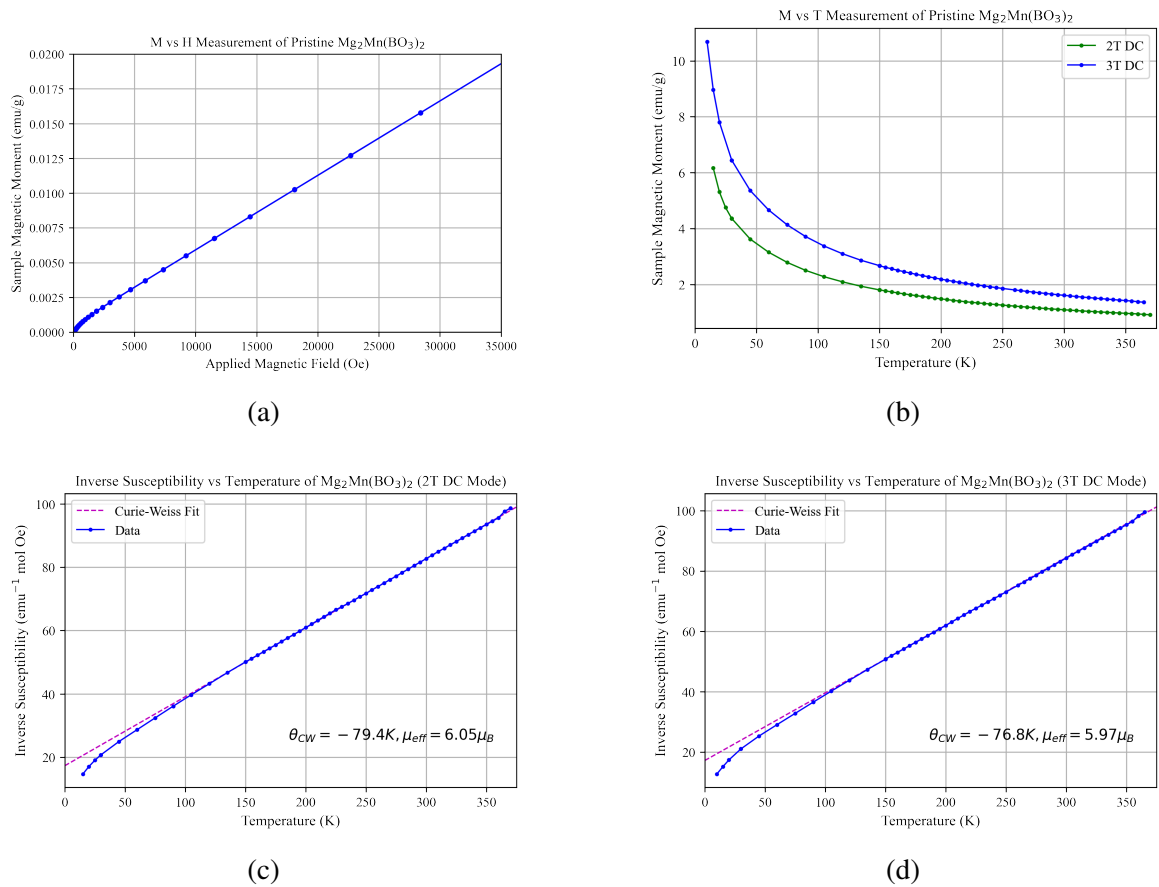 M vs H Measurement of Pristine Mg₂Mn(BO₃)₂
0.0200
0.0175
0.0150
0.0125
0.0100
0.0075
0.0050
0.0025
0.0000
Sample Magnetic Moment (emu/g)
0 5000 10000 15000 20000 25000 30000 35000
Applied Magnetic Field (Oe)
(a)
M vs T Measurement of Pristine Mg₂Mn(BO₃)₂
2T DC
3T DC
10
8
6
4
2
Sample Magnetic Moment (emu/g)
0 50 100 150 200 250 300 350
Temperature (K)
(b)
Inverse Susceptibility vs Temperature of Mg₂Mn(BO₃)₂ (2T DC Mode)
Curie-Weiss Fit
Data
100
80
60
40
20
Inverse Susceptibility (emu⁻¹ mol Oe)
θ_CW = −79.4K, μ_eff = 6.05μ_B
0 50 100 150 200 250 300 350
Temperature (K)
(c)
Inverse Susceptibility vs Temperature of Mg₂Mn(BO₃)₂ (3T DC Mode)
Curie-Weiss Fit
Data
100
80
60
40
20
Inverse Susceptibility (emu⁻¹ mol Oe)
θ_CW = −76.8K, μ_eff = 5.97μ_B
0 50 100 150 200 250 300 350
Temperature (K)
(d)